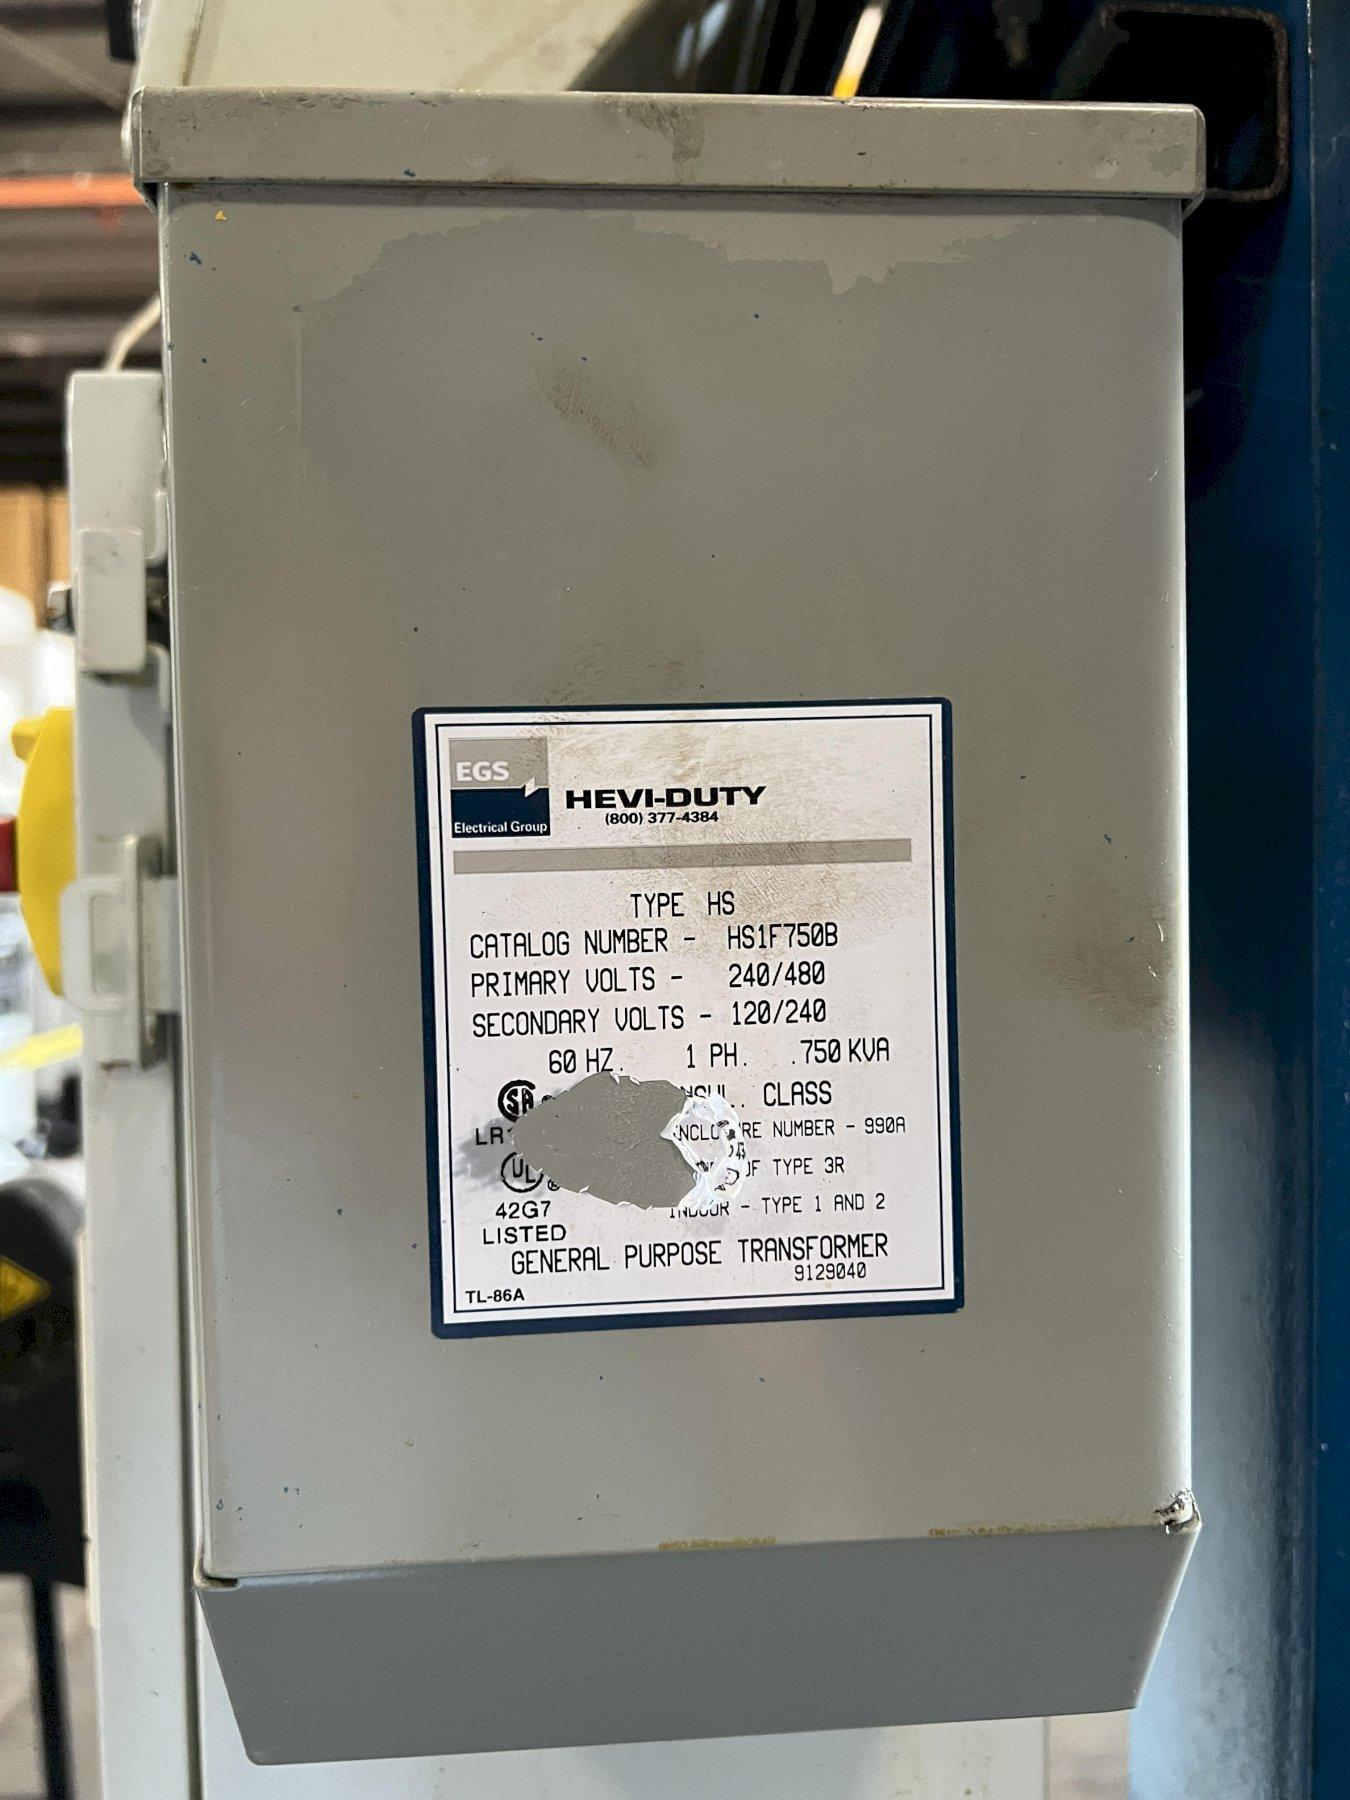 EGS
Electrical Group
HEVI-DUTY
(800) 377-4384
TYPE HS
CATALOG NUMBER - HS1F750B
PRIMARY VOLTS - 240/480
SECONDARY VOLTS - 120/240
60 HZ. 1 PH. .750 KVA
CLASS
NUMBER - 990A
LR
TYPE 3R
UL
42G7
- TYPE 1 AND 2
LISTED
GENERAL PURPOSE TRANSFORMER
9129040
TL-86A